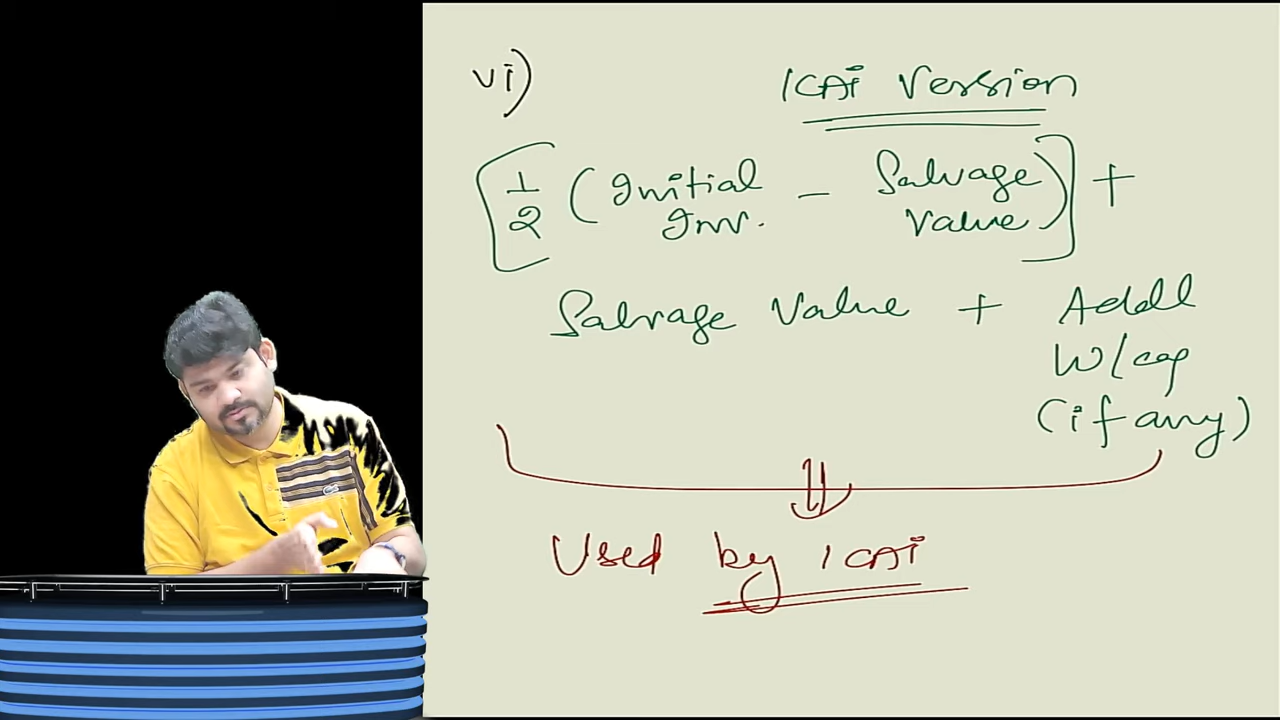 vi)
ICAI Version
[1/2 (Initial Inv. - Salvage Value)] +
Salvage Value + Addl W/cap (if any)
Used by ICAI